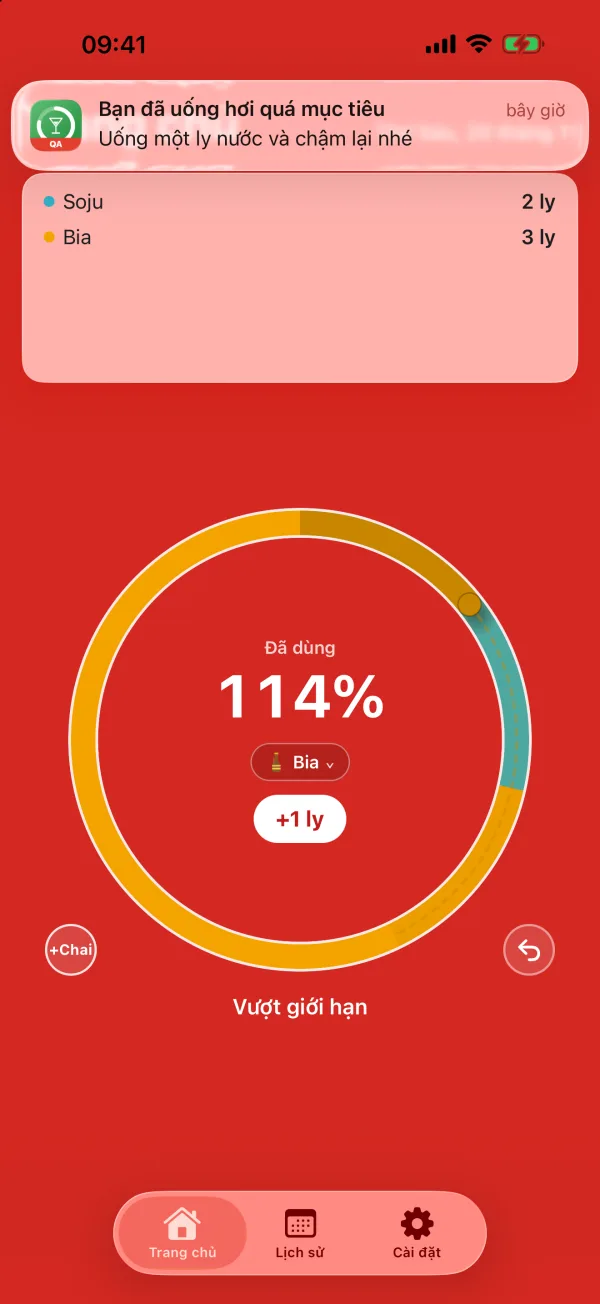 09:41
Bạn đã uống hơi quá mục tiêu
bây giờ
Uống một ly nước và chậm lại nhé
QA
Soju
2 ly
Bia
3 ly
Đã dùng
114%
Bia
+1 ly
+Chai
Vượt giới hạn
Trang chủ
Lịch sử
Cài đặt